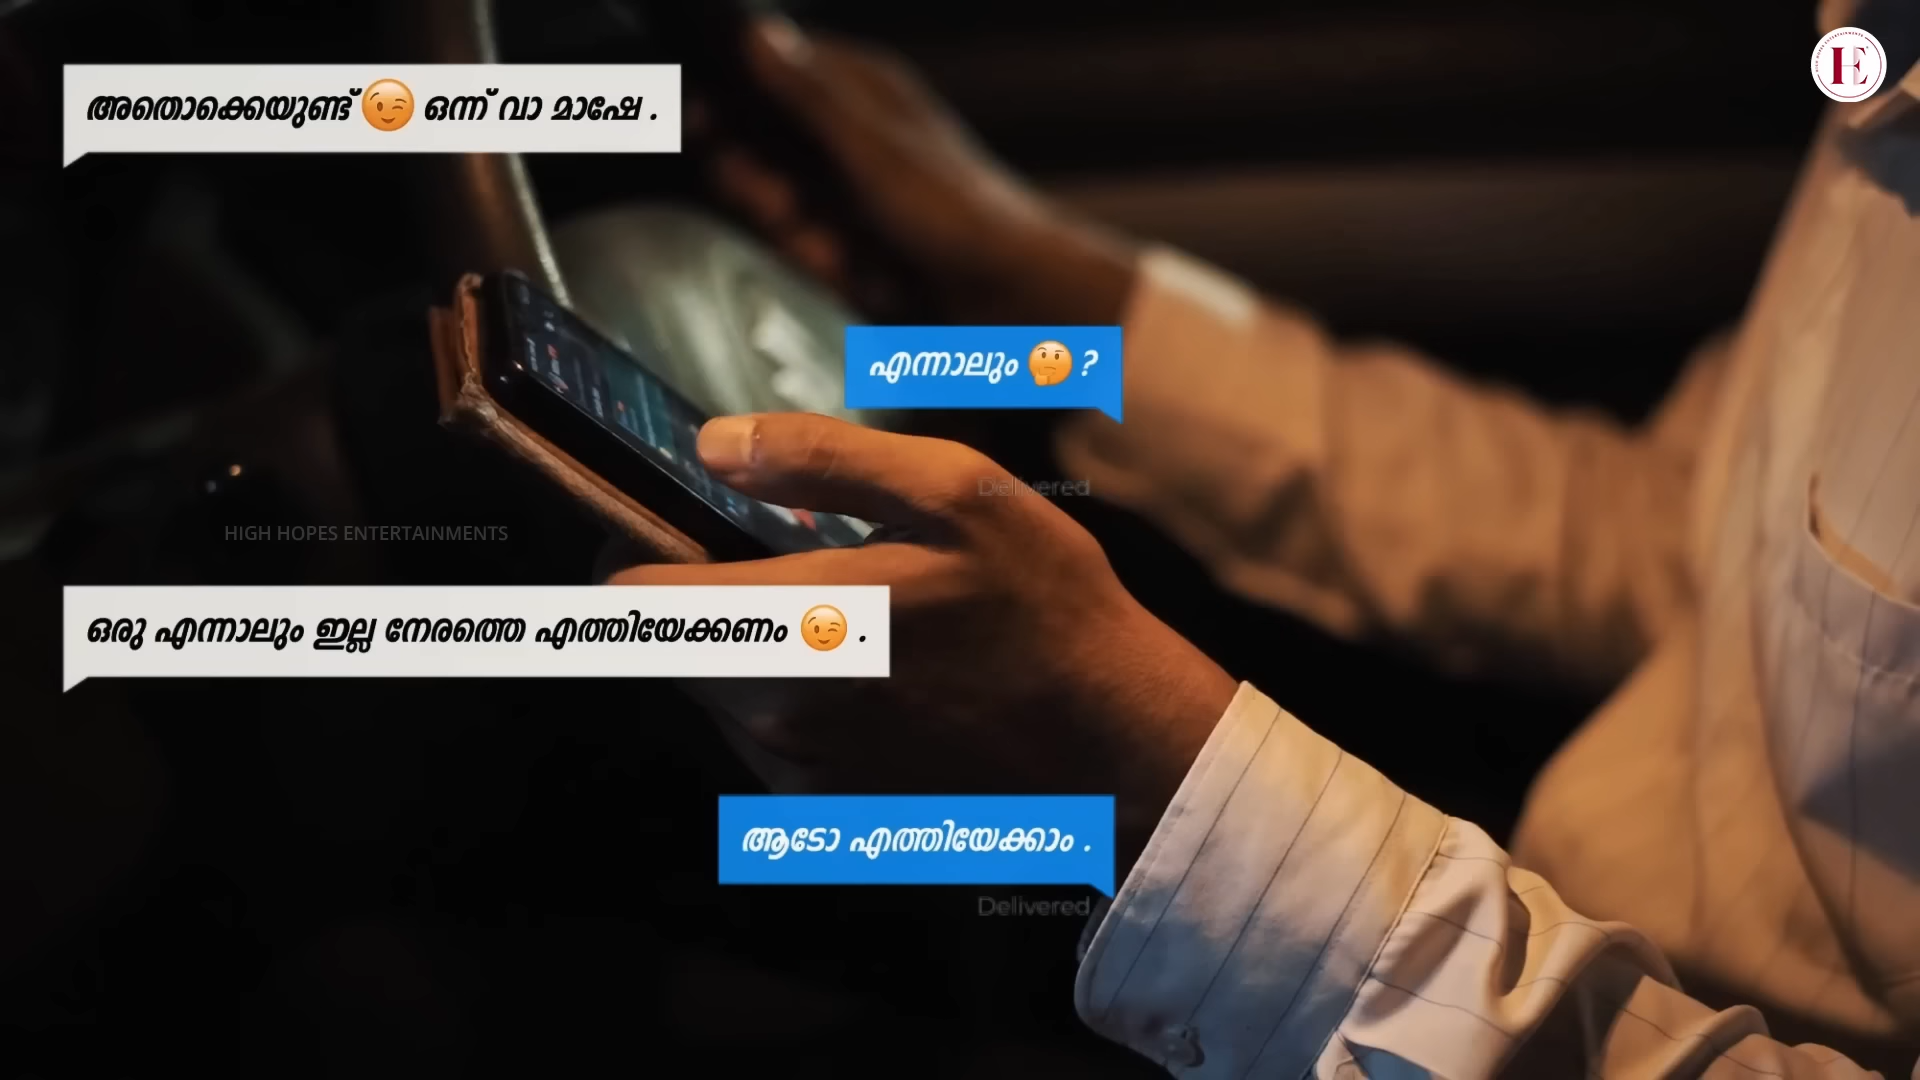 അതൊക്കെയുണ്ട് 😉 ഒന്ന് വാ മാഷേ .
എന്നാലും 🤔 ?
Delivered
HIGH HOPES ENTERTAINMENTS
ഒരു എന്നാലും ഇല്ല നേരത്തെ എത്തിയേക്കണം 😉 .
ആടോ എത്തിയേക്കാം .
Delivered